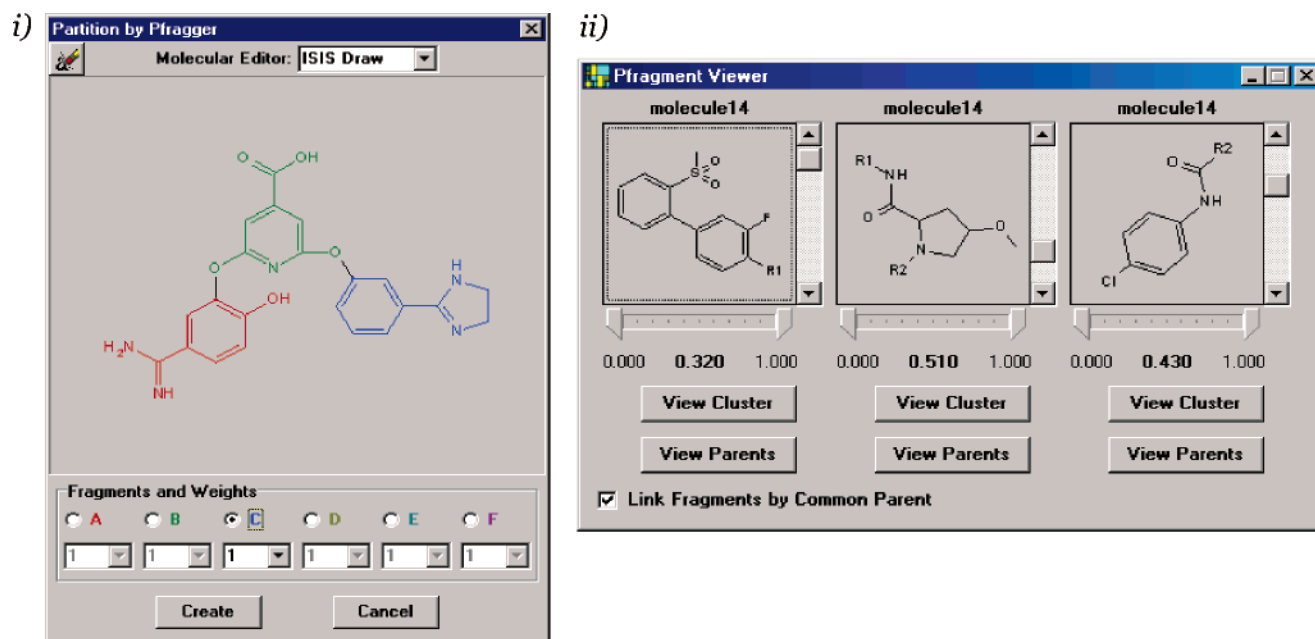 i)
Partition by Pfragger
Molecular Editor: ISIS Draw
O
OH
O
N
O
OH
H2N
NH
H
N
N
Fragments and Weights
A B C D E F
1 1 1 1 1 1
Create Cancel
ii)
Pfragment Viewer
molecule14 molecule14 molecule14
S
O
O
F
R1
R1
NH
O
N
O
R2
R2
O
NH
Cl
0.000 0.320 1.000 0.000 0.510 1.000 0.000 0.430 1.000
View Cluster View Cluster View Cluster
View Parents View Parents View Parents
Link Fragments by Common Parent